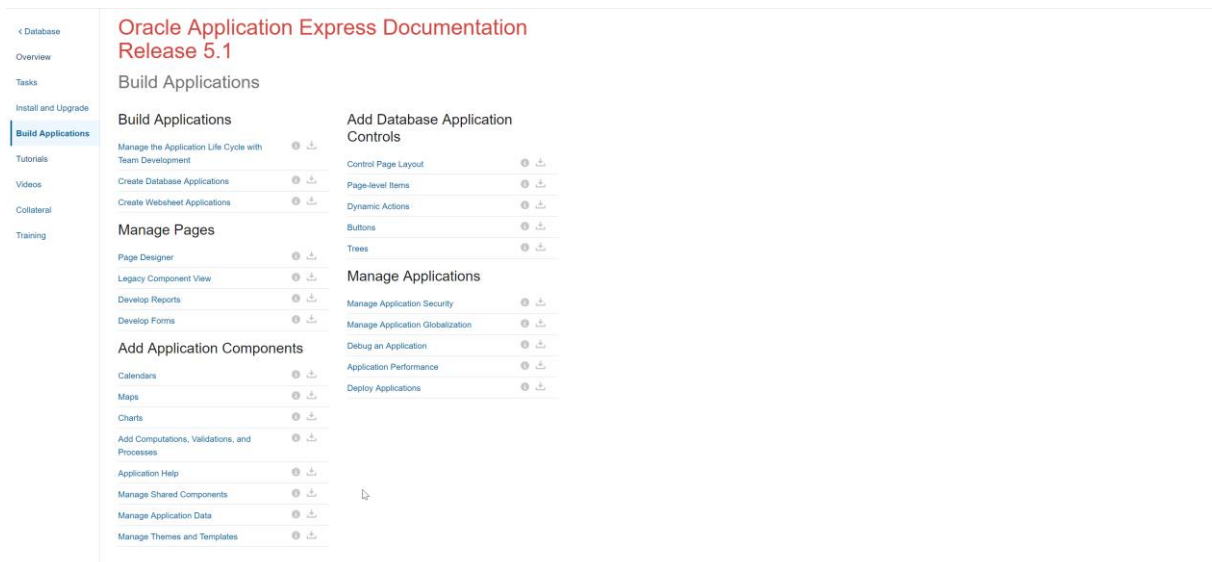 < Database
Overview
Tasks
Install and Upgrade
Build Applications
Tutorials
Videos
Collateral
Training
Oracle Application Express Documentation
Release 5.1
Build Applications
Build Applications
Manage the Application Life Cycle with
Team Development
Create Database Applications
Create Websheet Applications
Manage Pages
Page Designer
Legacy Component View
Develop Reports
Develop Forms
Add Application Components
Calendars
Maps
Charts
Add Computations, Validations, and
Processes
Application Help
Manage Shared Components
Manage Application Data
Manage Themes and Templates
Add Database Application
Controls
Control Page Layout
Page-level Items
Dynamic Actions
Buttons
Trees
Manage Applications
Manage Application Security
Manage Application Globalization
Debug an Application
Application Performance
Deploy Applications